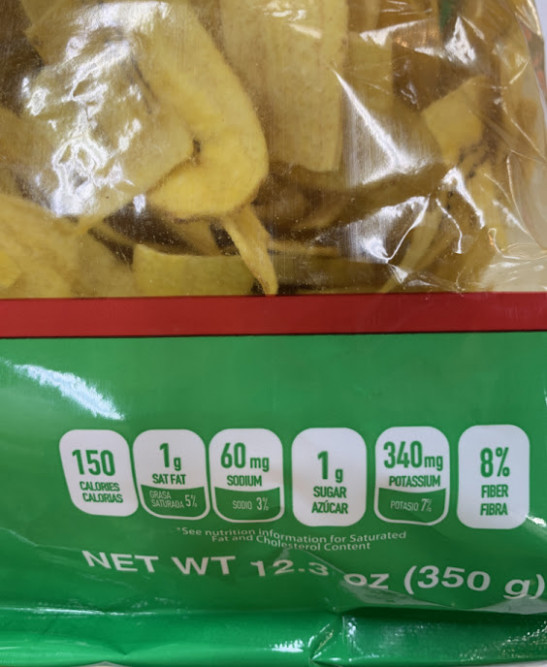 150
CALORIES
CALORIAS
1g
SAT FAT
GRASA
SATURADA 5%
60mg
SODIUM
SODIO 3%
1g
SUGAR
AZÚCAR
340mg
POTASSIUM
POTASIO 7%
8%
FIBER
FIBRA
*See nutrition information for Saturated
Fat and Cholesterol Content
NET WT 12.3 oz (350 g)